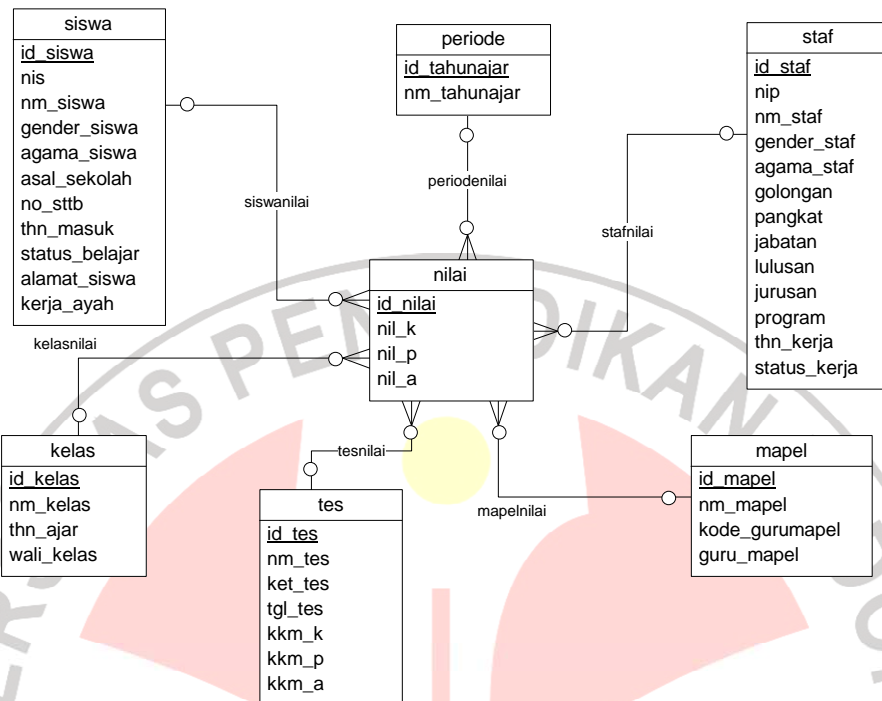 siswa
id_siswa
nis
nm_siswa
gender_siswa
agama_siswa
asal_sekolah
no_sttb
thn_masuk
status_belajar
alamat_siswa
kerja_ayah
periode
id_tahunajar
nm_tahunajar
staf
id_staf
nip
nm_staf
gender_staf
agama_staf
golongan
pangkat
jabatan
lulusan
jurusan
program
thn_kerja
status_kerja
siswanilai
periodenilai
stafnilai
nilai
id_nilai
nil_k
nil_p
nil_a
kelasnilai
kelas
id_kelas
nm_kelas
thn_ajar
wali_kelas
tesnilai
tes
id_tes
nm_tes
ket_tes
tgl_tes
kkm_k
kkm_p
kkm_a
mapelnilai
mapel
id_mapel
nm_mapel
kode_gurumapel
guru_mapel